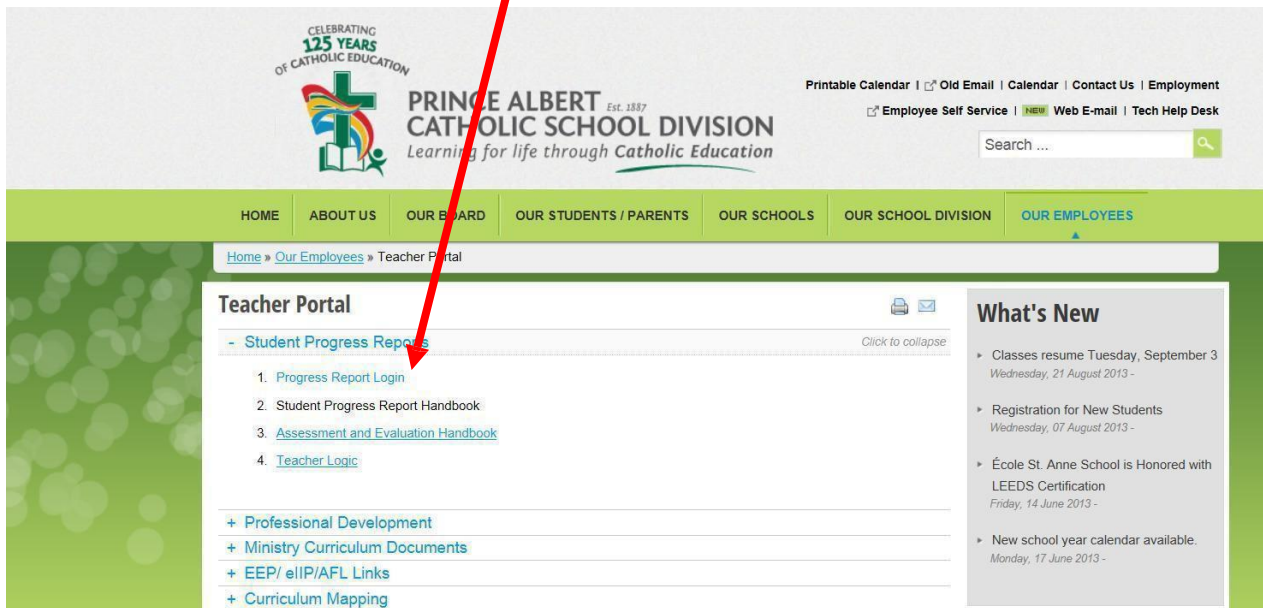 CELEBRATING
125 YEARS
OF CATHOLIC EDUCATION
PRINCE ALBERT Est. 1887
CATHOLIC SCHOOL DIVISION
Learning for life through Catholic Education
Printable Calendar | Old Email | Calendar | Contact Us | Employment
Employee Self Service | NEW Web E-mail | Tech Help Desk
Search ...
HOME ABOUT US OUR BOARD OUR STUDENTS / PARENTS OUR SCHOOLS OUR SCHOOL DIVISION OUR EMPLOYEES
Home » Our Employees » Teacher Portal
Teacher Portal
- Student Progress Reports Click to collapse
1. Progress Report Login
2. Student Progress Report Handbook
3. Assessment and Evaluation Handbook
4. Teacher Logic
+ Professional Development
+ Ministry Curriculum Documents
+ EEP/ eIIP/AFL Links
+ Curriculum Mapping
What's New
Classes resume Tuesday, September 3
Wednesday, 21 August 2013 -
Registration for New Students
Wednesday, 07 August 2013 -
École St. Anne School is Honored with
LEEDS Certification
Friday, 14 June 2013 -
New school year calendar available.
Monday, 17 June 2013 -